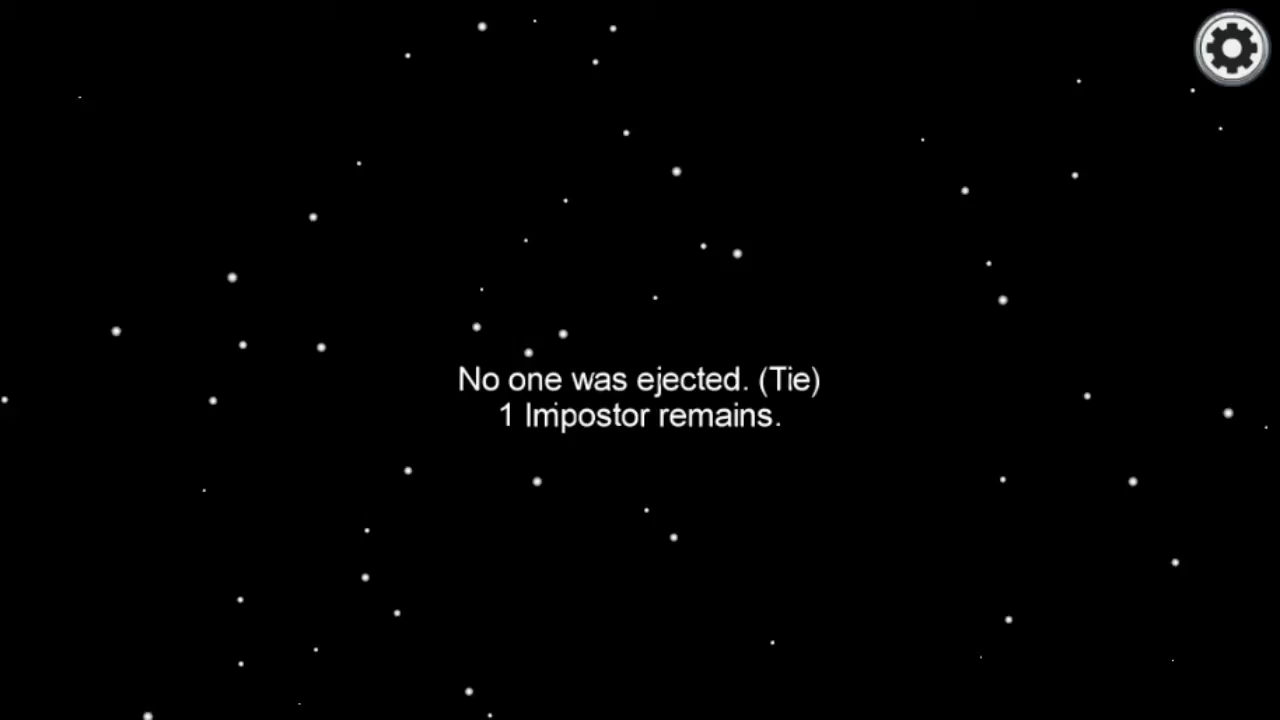 No one was ejected. (Tie)
1 Impostor remains.